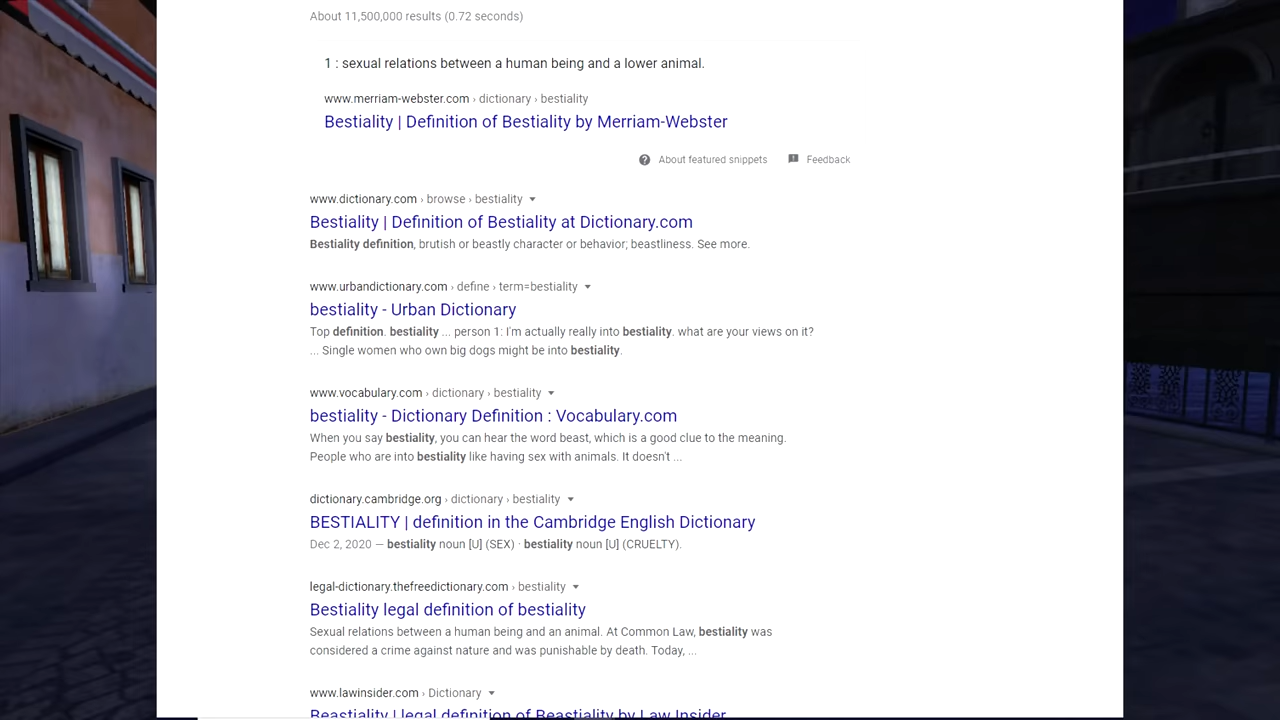 About 11,500,000 results (0.72 seconds)
1 : sexual relations between a human being and a lower animal.
www.merriam-webster.com › dictionary › bestiality
Bestiality | Definition of Bestiality by Merriam-Webster
About featured snippets Feedback
www.dictionary.com › browse › bestiality
Bestiality | Definition of Bestiality at Dictionary.com
Bestiality definition, brutish or beastly character or behavior; beastliness. See more.
www.urbandictionary.com › define › term=bestiality
bestiality - Urban Dictionary
Top definition. bestiality ... person 1: I'm actually really into bestiality. what are your views on it?
... Single women who own big dogs might be into bestiality.
www.vocabulary.com › dictionary › bestiality
bestiality - Dictionary Definition : Vocabulary.com
When you say bestiality, you can hear the word beast, which is a good clue to the meaning.
People who are into bestiality like having sex with animals. It doesn't ...
dictionary.cambridge.org › dictionary › bestiality
BESTIALITY | definition in the Cambridge English Dictionary
Dec 2, 2020 — bestiality noun [U] (SEX) · bestiality noun [U] (CRUELTY).
legal-dictionary.thefreedictionary.com › bestiality
Bestiality legal definition of bestiality
Sexual relations between a human being and an animal. At Common Law, bestiality was
considered a crime against nature and was punishable by death. Today, ...
www.lawinsider.com › Dictionary
Beastiality | legal definition of Beastiality by Law Insider